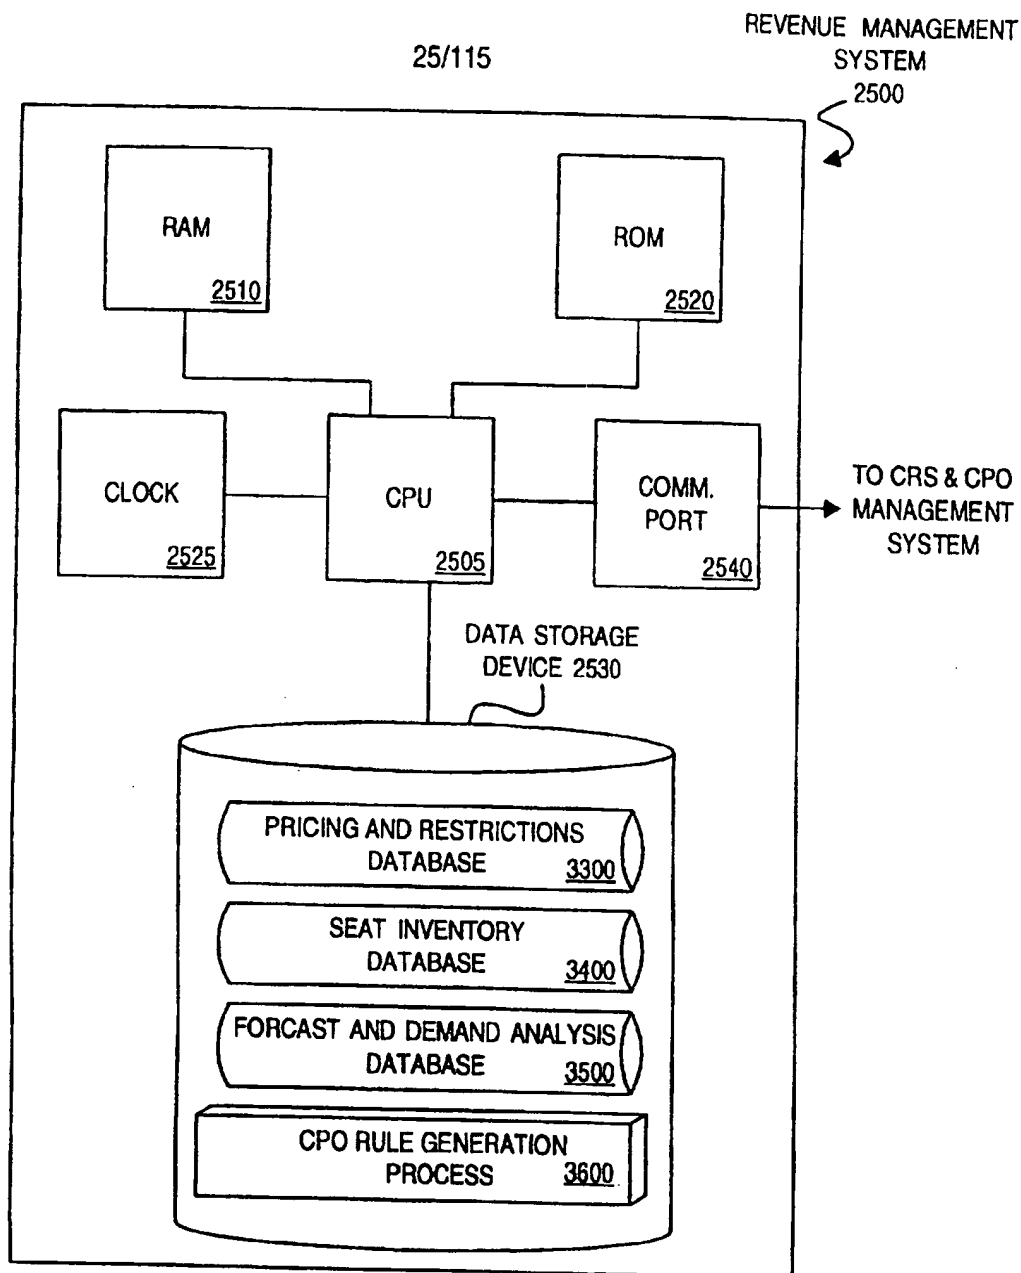 25/115
REVENUE MANAGEMENT
SYSTEM
2500
RAM
2510
ROM
2520
CLOCK
2525
CPU
2505
COMM.
PORT
2540
TO CRS & CPO
MANAGEMENT
SYSTEM
DATA STORAGE
DEVICE 2530
PRICING AND RESTRICTIONS
DATABASE
3300
SEAT INVENTORY
DATABASE
3400
FORCAST AND DEMAND ANALYSIS
DATABASE
3500
CPO RULE GENERATION
PROCESS
3600